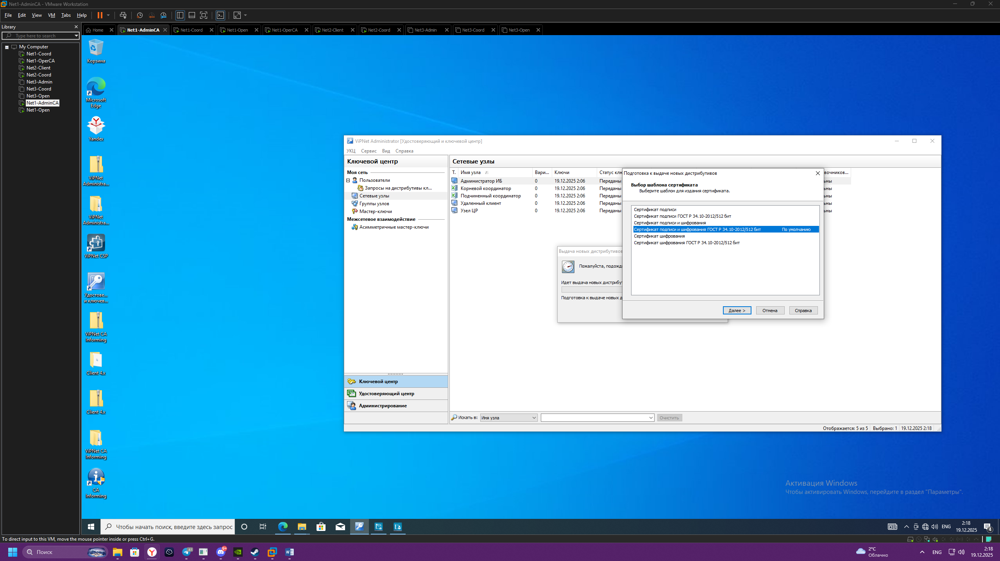 Net1-AdminCA - VMware Workstation
File Edit View VM Tabs Help
Library
Type here to search
My Computer
Net1-Coord
Net1-OperCA
Net2-Client
Net2-Coord
Net3-Admin
Net3-Coord
Net3-Open
Net1-AdminCA
Net1-Open
Home
Net1-AdminCA
Net1-Coord
Net1-Open
Net1-OperCA
Net2-Client
Net2-Coord
Net3-Admin
Net3-Coord
Net3-Open
Корзина
Microsoft
Edge
Yandex
ViPNet
Administra...
ViPNet
Administra...
ViPNet CSP
Удостове...
и ключев...
ViPNet CA
Informing
Client 4.x
Client 4.x
ViPNet CA
Informing
CA
Informing
ViPNet Administrator [Удостоверяющий и ключевой центр]
УКЦ Сервис Вид Справка
Ключевой центр
Моя сеть
Пользователи
Запросы на дистрибутивы кл...
Сетевые узлы
Группы узлов
Мастер-ключи
Межсетевое взаимодействие
Асимметричные мастер-ключи
Ключевой центр
Удостоверяющий центр
Администрирование
Сетевые узлы
Т. Имя узла Вари... Ключи Статус клю вочников...
Администратор ИБ 0 19.12.2025 2:06 Переданы ьны
Корневой координатор 0 19.12.2025 2:06 Переданы ьны
Подчиненный координатор 0 19.12.2025 2:06 Переданы ьны
Удаленный клиент 0 19.12.2025 2:06 Переданы ьны
Узел ЦР 0 19.12.2025 2:06 Переданы ьны
Выдача новых дистрибутивов
Пожалуйста, подожд
Идет выдача новых дистрибут
Подготовка к выдаче новых д
Подготовка к выдаче новых дистрибутивов
Выбор шаблона сертификата
Выберите шаблон для издания сертификата.
Сертификат подписи
Сертификат подписи ГОСТ Р 34.10-2012/512 бит
Сертификат подписи и шифрования
Сертификат подписи и шифрования ГОСТ Р 34.10-2012/512 бит По умолчанию
Сертификат шифрования
Сертификат шифрования ГОСТ Р 34.10-2012/512 бит
Далее > Отмена Справка
Искать в: Имя узла Очистить
Отображается: 5 из 5 Выбрано: 1 19.12.2025 2:18
Активация Windows
Чтобы активировать Windows, перейдите в раздел "Параметры".
Чтобы начать поиск, введите здесь запрос
ENG
2:18
19.12.2025
4
To direct input to this VM, move the mouse pointer inside or press Ctrl+G.
Поиск
61
9+
2°C
Облачно
ENG
2:18
19.12.2025